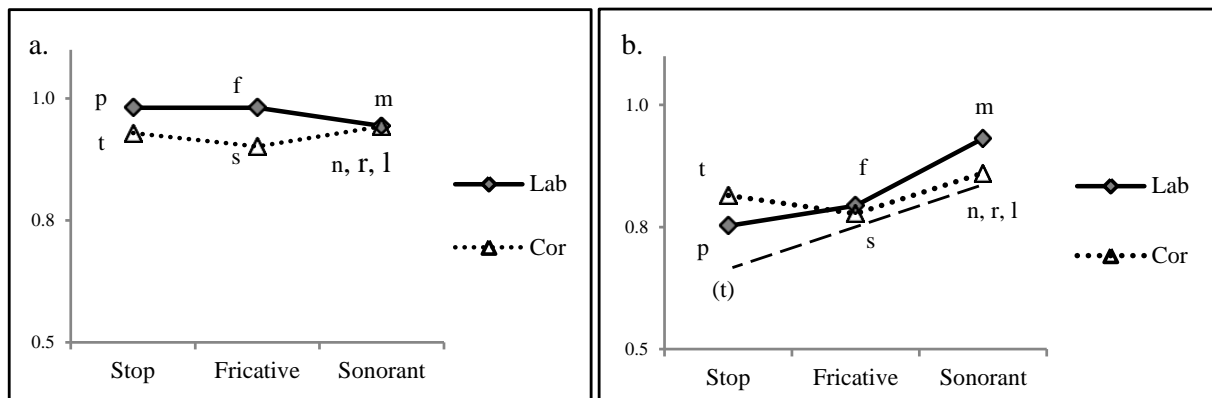 a.
p
f
m
1.0
t
s
n, r, l
0.8
0.5
Stop Fricative Sonorant
Lab
Cor
b.
1.0
m
t
f
0.8
p
s
n, r, l
(t)
0.5
Stop Fricative Sonorant
Lab
Cor